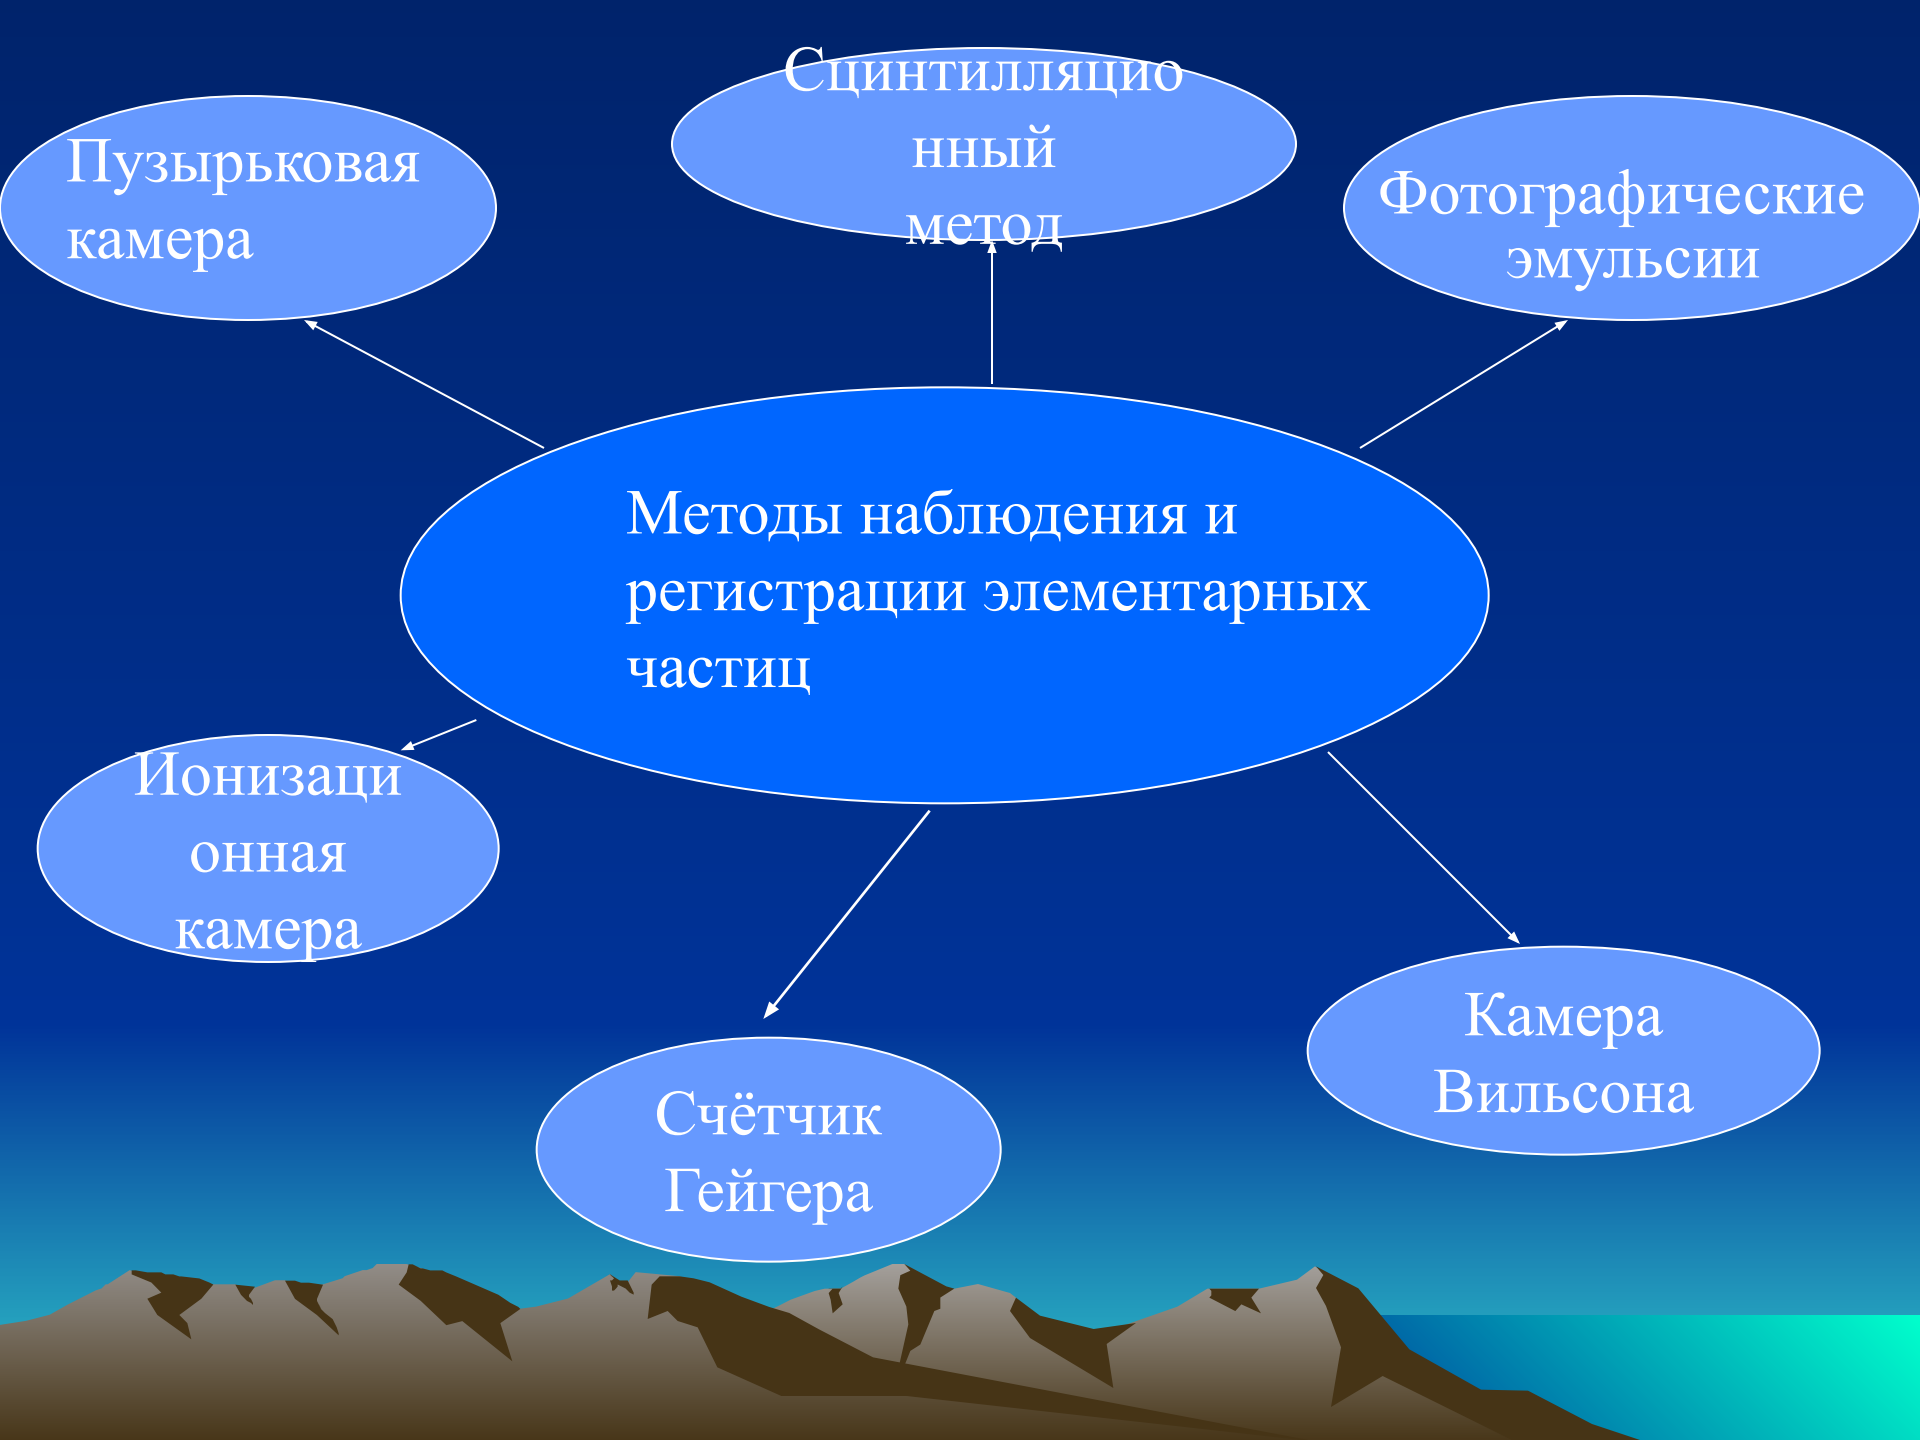 Сцинтилляцио
нный
метод
Пузырьковая
камера
Фотографические
эмульсии
Методы наблюдения и
регистрации элементарных
частиц
Ионизаци
онная
камера
Камера
Вильсона
Счётчик
Гейгера